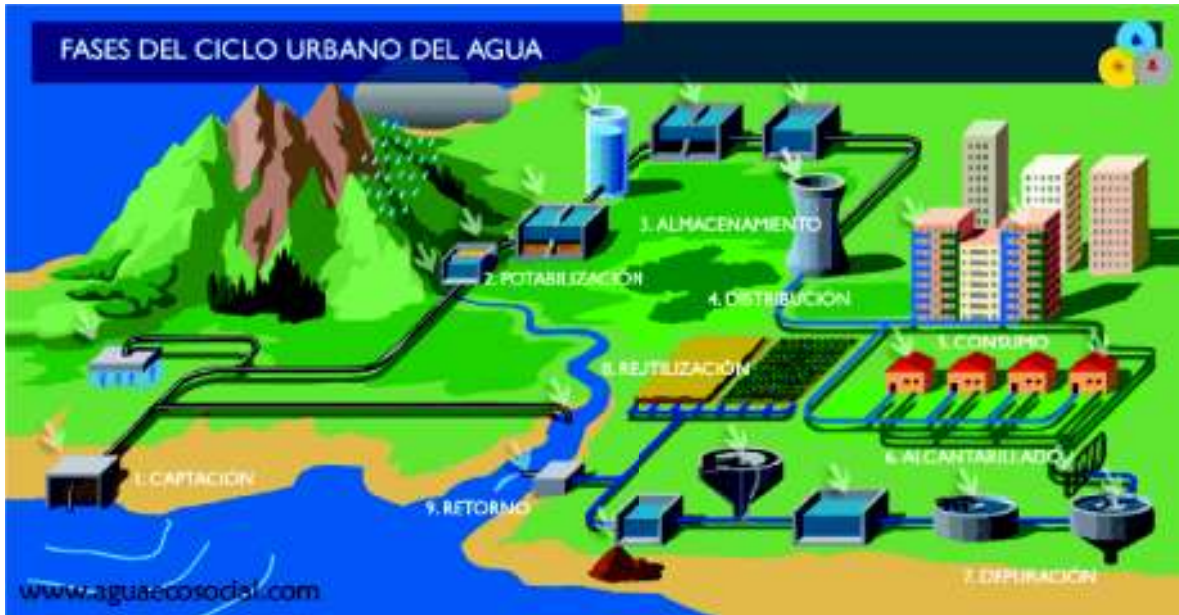 FASES DEL CICLO URBANO DEL AGUA
3. ALMACENAMIENTO
2. POTABILIZACIÓN
4. DISTRIBUCIÓN
5. CONSUMO
8. REUTILIZACIÓN
6. ALCANTARILLADO
1. CAPTACIÓN
9. RETORNO
7. DEPURACIÓN
www.aguaecosocial.com